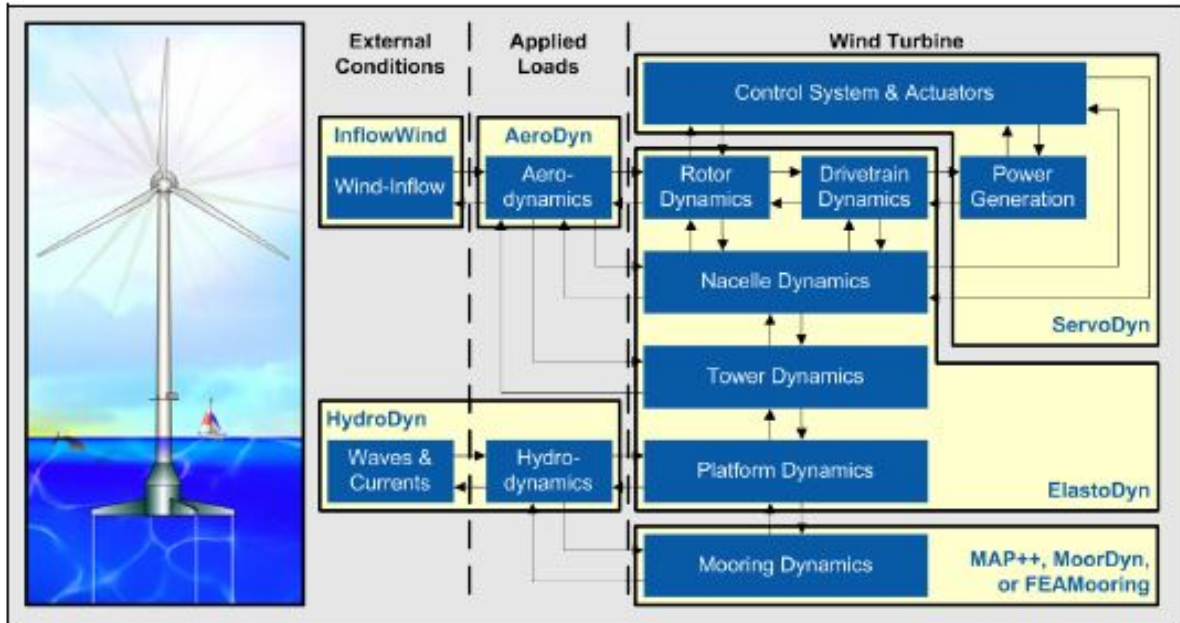 External
Conditions
Applied
Loads
Wind Turbine
Control System & Actuators
InflowWind
AeroDyn
Wind-Inflow
Aero-
dynamics
Rotor
Dynamics
Drivetrain
Dynamics
Power
Generation
Nacelle Dynamics
ServoDyn
Tower Dynamics
HydroDyn
Waves &
Currents
Hydro-
dynamics
Platform Dynamics
ElastoDyn
Mooring Dynamics
MAP++, MoorDyn,
or FEAMooring